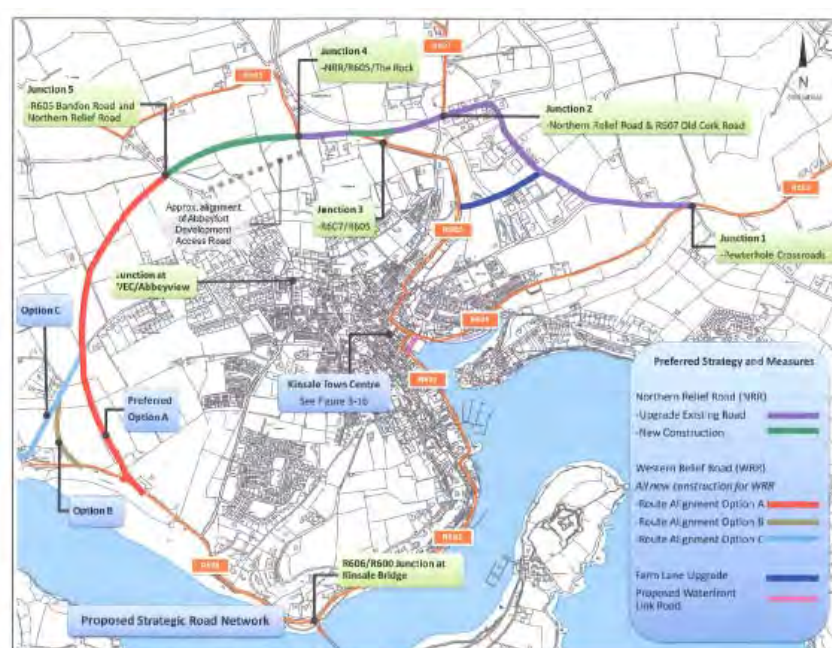 Junction 4
-NRR/R605/The Rock
R607
N
Junction 5
-R605 Bandon Road and
Northern Relief Road
R605
Junction 2
-Northern Relief Road & R607 Old Cork Road
Approx. alignment
of Abbeyfort
Development
Access Road
Junction 3
-R607/R605
R600
Junction 1
-Pewterhole Crossroads
Junction at
VEC/Abbeyview
Option C
R600
Kinsale Town Centre
See Figure 3-16
Preferred
Option A
Option B
R606/R600 Junction at
Kinsale Bridge
Proposed Strategic Road Network
Preferred Strategy and Measures
Northern Relief Road (NRR)
-Upgrade Existing Road
-New Construction
Western Relief Road (WRR)
All new construction for WRR
-Route Alignment Option A
-Route Alignment Option B
-Route Alignment Option C
Farm Lane Upgrade
Proposed Waterfront
Link Road